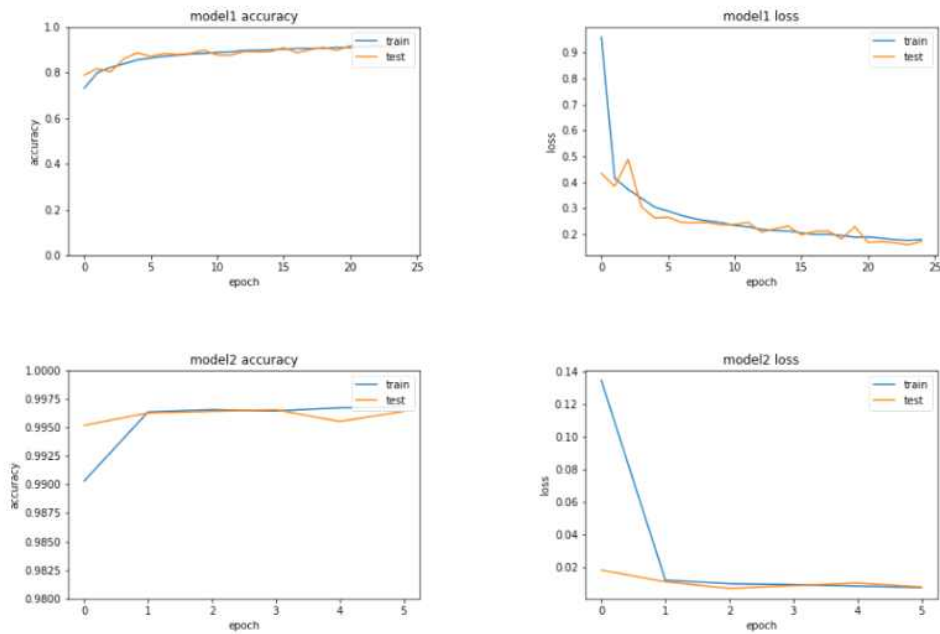 model1 accuracy
1.0
0.8
0.6
0.4
0.2
0.0
accuracy
0 5 10 15 20 25
epoch
train
test
model1 loss
0.9
0.8
0.7
0.6
0.5
0.4
0.3
0.2
loss
0 5 10 15 20 25
epoch
train
test
model2 accuracy
1.0000
0.9975
0.9950
0.9925
0.9900
0.9875
0.9850
0.9825
0.9800
accuracy
0 1 2 3 4 5
epoch
train
test
model2 loss
0.14
0.12
0.10
0.08
0.06
0.04
0.02
loss
0 1 2 3 4 5
epoch
train
test